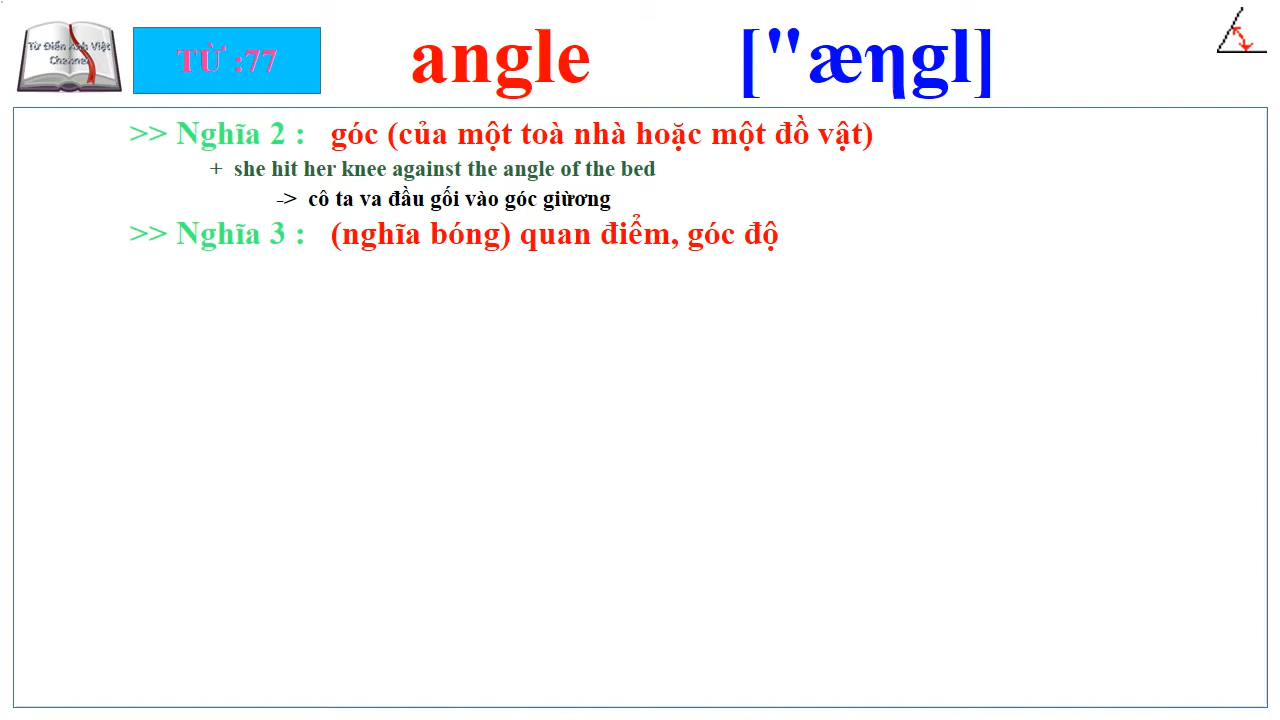 Từ Điển Anh Việt
Channel
TỪ :77
angle
["æηgl]
>> Nghĩa 2 : góc (của một toà nhà hoặc một đồ vật)
+ she hit her knee against the angle of the bed
-> cô ta va đầu gối vào góc giừơng
>> Nghĩa 3 : (nghĩa bóng) quan điểm, góc độ